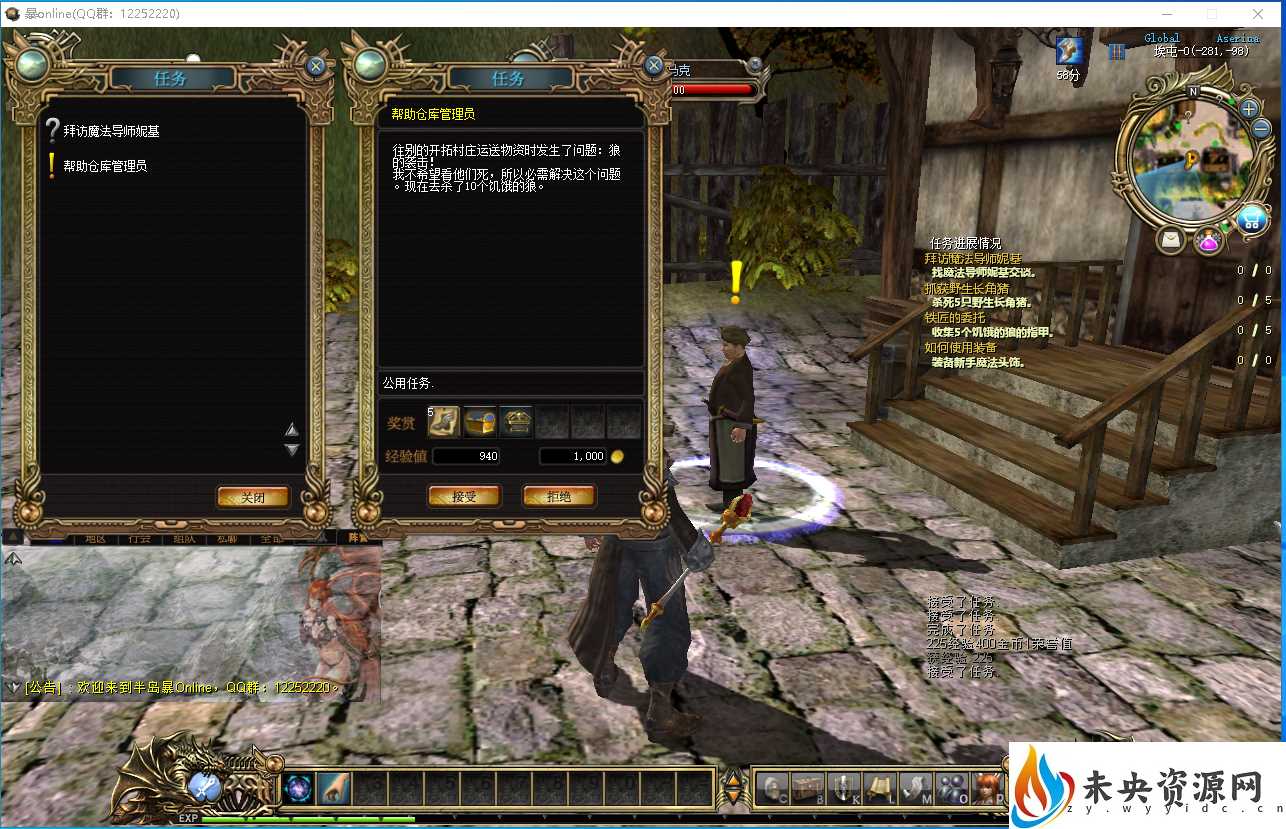 暴online(QQ群：12252220)
任务
任务
拜访魔法导师妮基
帮助仓库管理员
帮助仓库管理员
往别的开拓村庄运送物资时发生了问题：狼
的袭击！
我不希望看他们死，所以必需解决这个问题
。现在去杀了10个饥饿的狼。
公用任务.
奖赏
5
经验值 940 1,000
关闭
接受 拒绝
马克
00
58分
Global Aserina
埃屯-0(-281,-98)
N
任务进展情况
拜访魔法导师妮基
找魔法导师妮基交谈。 0 / 0
抓获野生长角猪
杀死5只野生长角猪。 0 / 5
铁匠的委托
收集5个饥饿的狼的指甲。 0 / 5
如何使用装备
装备新手魔法头饰。 0 / 0
地区 行会 组队 私聊 全部 阵营
[公告] : 欢迎来到半岛暴Online，QQ群：12252220。
接受了任务.
接受了任务.
完成了任务.
225经验400金币1荣誉值
获经验 225
接受了任务.
EXP
C B K L M O P
未央资源网
zy.wyyidc.cn